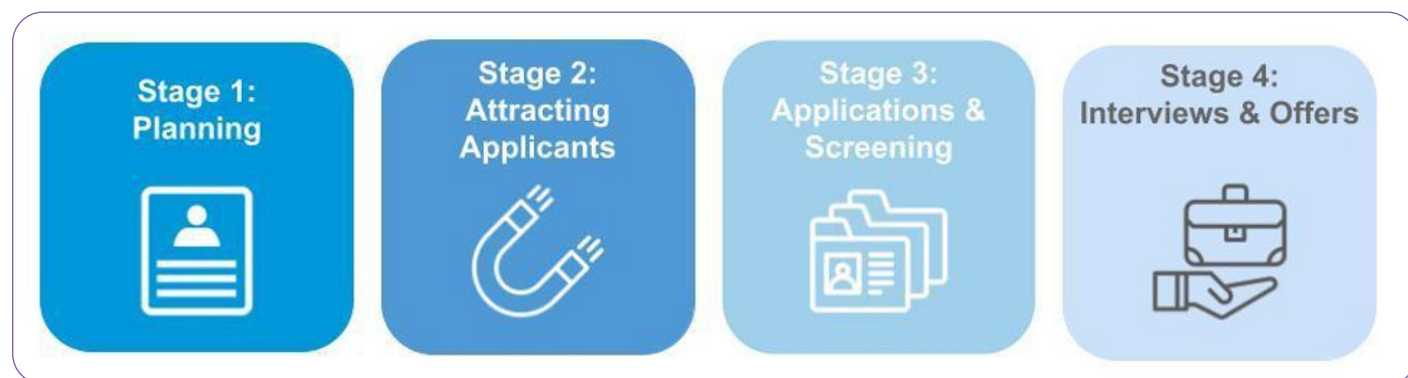 Stage 1:
Planning
Stage 2:
Attracting
Applicants
Stage 3:
Applications &
Screening
Stage 4:
Interviews & Offers